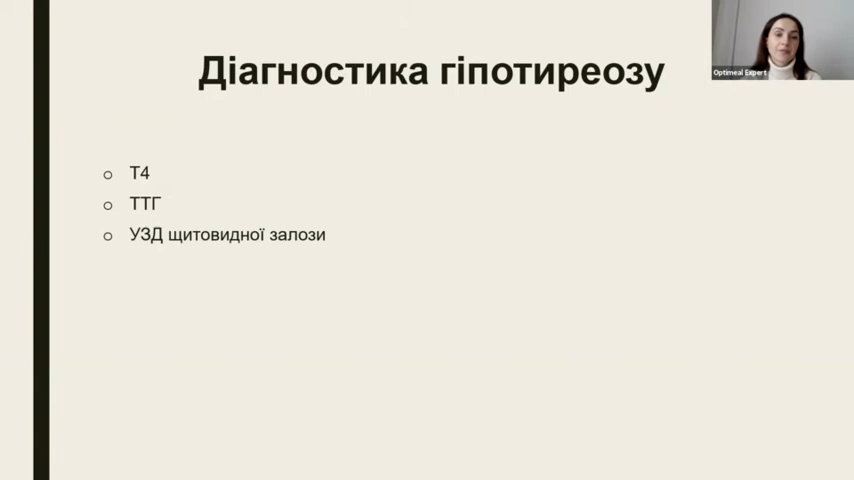 Діагностика гіпотиреозу
Optimeal Expert
Т4
ТТГ
УЗД щитовидної залози